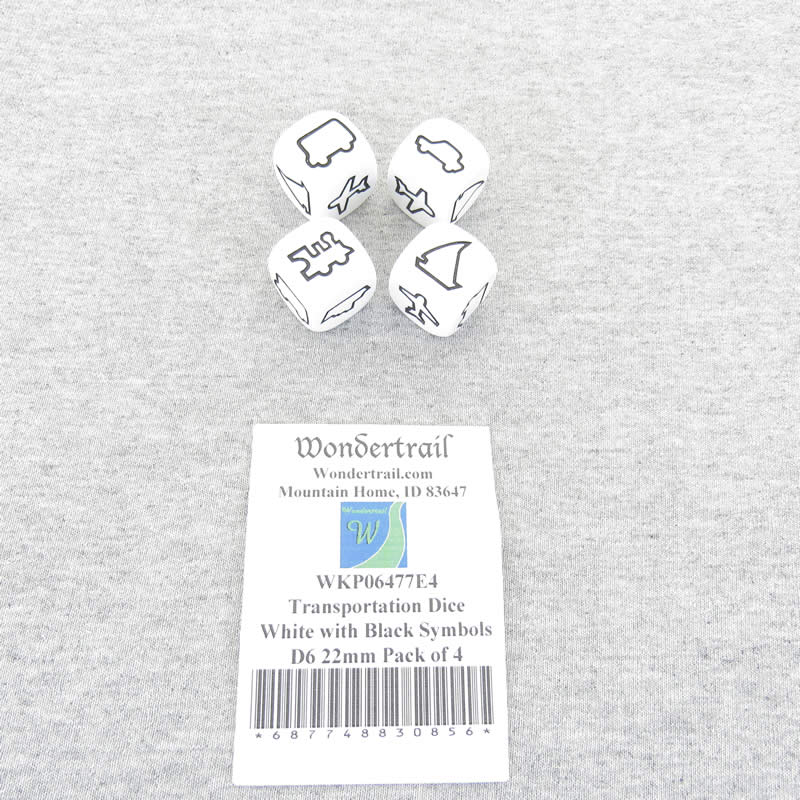 Wondertrail
Wondertrail.com
Mountain Home, ID 83647
Wondertrail
W
WKP06477E4
Transportation Dice
White with Black Symbols
D6 22mm Pack of 4
*687748830856*